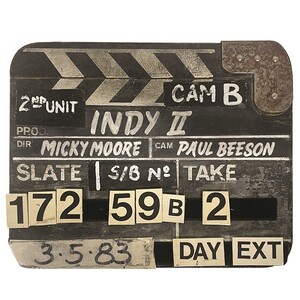 2ND UNIT CAM B
PROD. INDY II
DIR MICKY MOORE CAM PAUL BEESON
SLATE S/B Nº TAKE
172 59B 2
3·5·83 DAY EXT